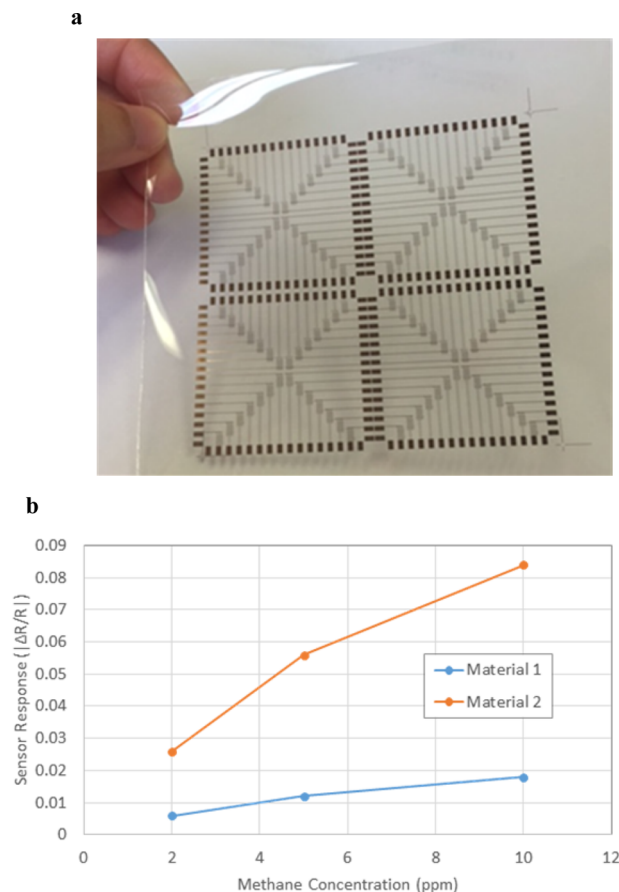 a
b
0.09
0.08
0.07
0.06
0.05
0.04
0.03
0.02
0.01
0
Sensor Response (|ΔR/R|)
Material 1
Material 2
0 2 4 6 8 10 12
Methane Concentration (ppm)